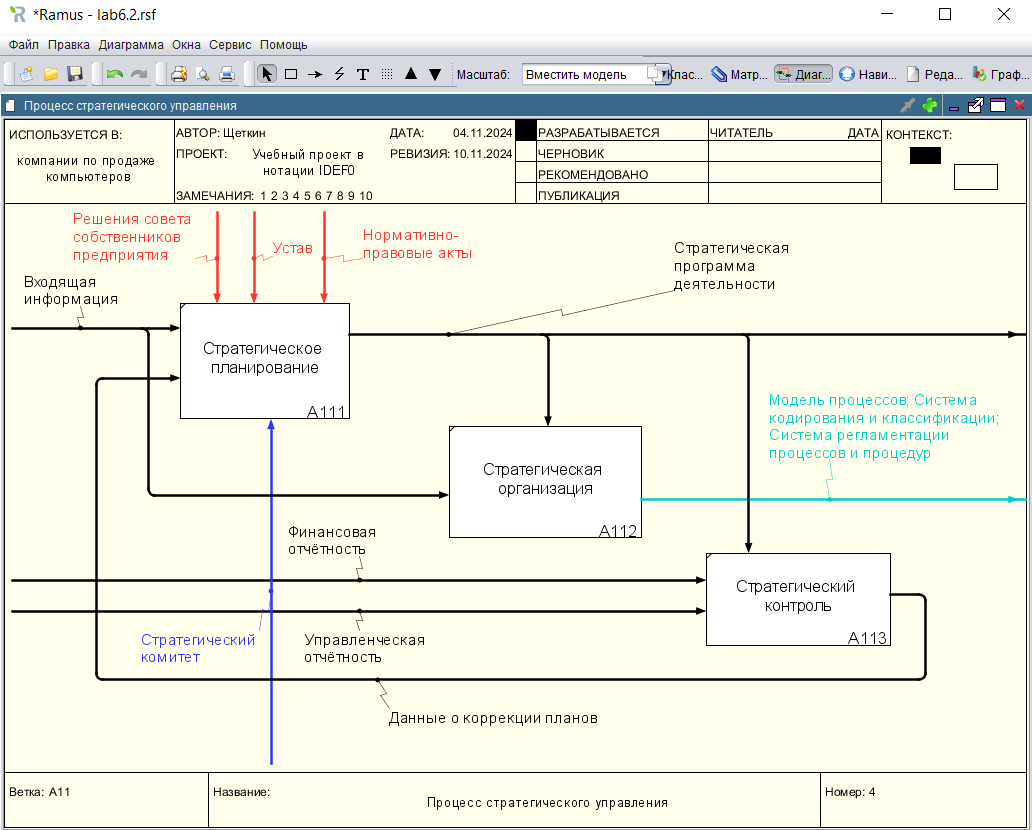 *Ramus - lab6.2.rsf
Файл Правка Диаграмма Окна Сервис Помощь
Масштаб: Вместить модель Клас... Матр... Диаг... Нави... Реда... Граф...
Процесс стратегического управления
ИСПОЛЬЗУЕТСЯ В:
компании по продаже
компьютеров
АВТОР: Щеткин
ДАТА: 04.11.2024
ПРОЕКТ: Учебный проект в
нотации IDEF0
РЕВИЗИЯ: 10.11.2024
ЗАМЕЧАНИЯ: 1 2 3 4 5 6 7 8 9 10
РАЗРАБАТЫВАЕТСЯ
ЧЕРНОВИК
РЕКОМЕНДОВАНО
ПУБЛИКАЦИЯ
ЧИТАТЕЛЬ ДАТА
КОНТЕКСТ:
Решения совета
собственников
предприятия
Устав
Нормативно-
правовые акты
Стратегическая
программа
деятельности
Входящая
информация
Стратегическое
планирование
A111
Модель процессов; Система
кодирования и классификации;
Система регламентации
процессов и процедур
Стратегическая
организация
A112
Финансовая
отчётность
Стратегический
контроль
A113
Стратегический
комитет
Управленческая
отчётность
Данные о коррекции планов
Ветка: A11
Название:
Процесс стратегического управления
Номер: 4